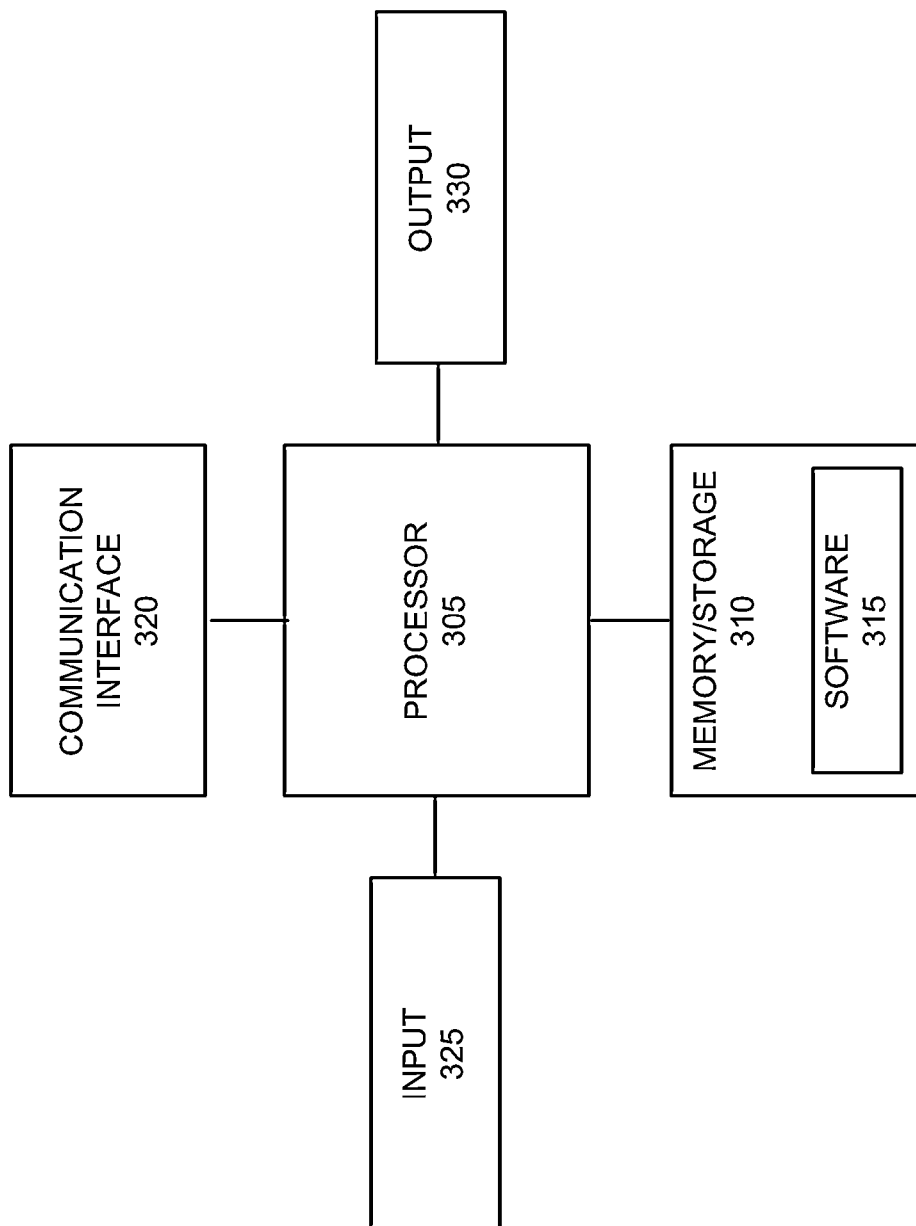 COMMUNICATION
INTERFACE
320
INPUT
325
PROCESSOR
305
OUTPUT
330
MEMORY/STORAGE
310
SOFTWARE
315